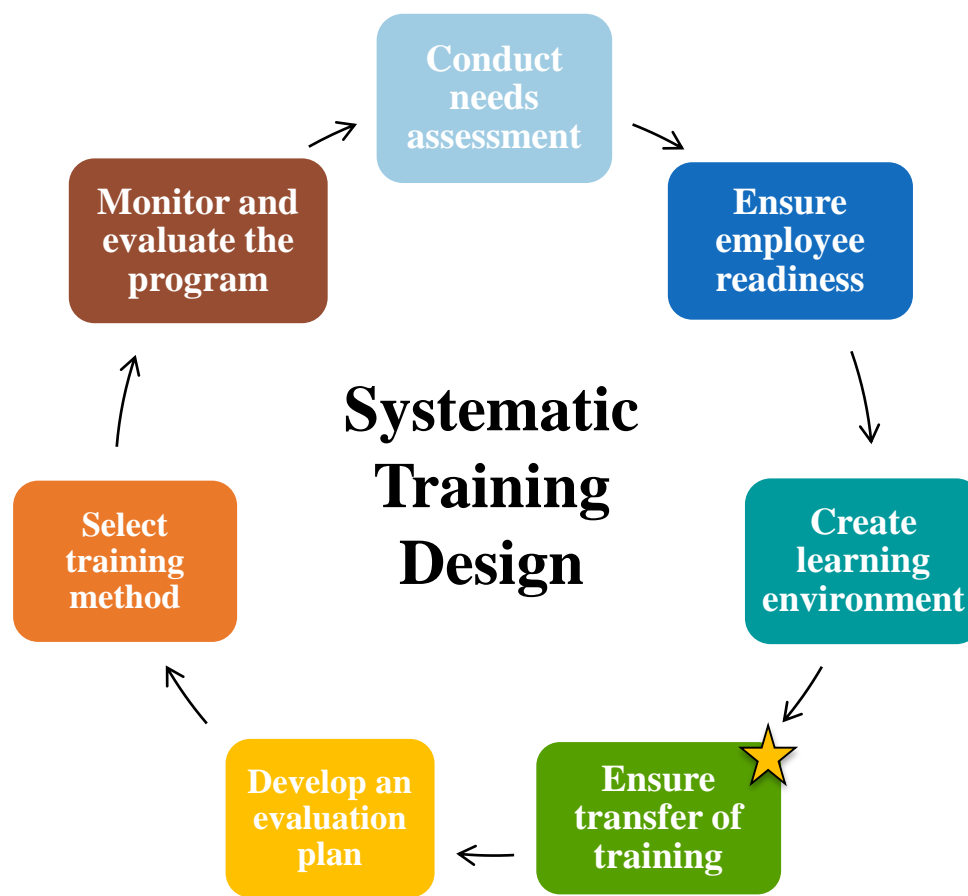 Conduct
needs
assessment
Ensure
employee
readiness
Create
learning
environment
Ensure
transfer of
training
Develop an
evaluation
plan
Select
training
method
Monitor and
evaluate the
program
Systematic
Training
Design